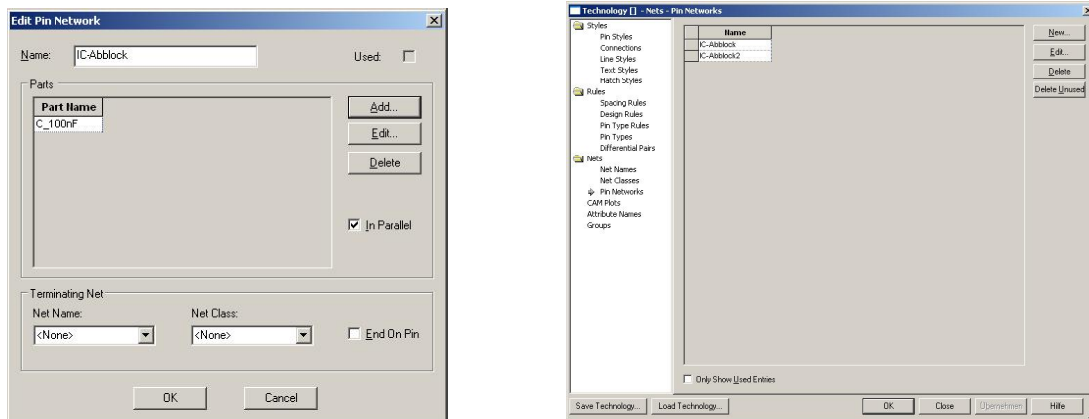 Edit Pin Network
Name: IC-Abblock Used:
Parts
Part Name
C_100nF
Add...
Edit...
Delete
In Parallel
Terminating Net
Net Name: Net Class:
<None> <None> End On Pin
OK Cancel
Technology [] - Nets - Pin Networks
Styles
Pin Styles
Connections
Line Styles
Text Styles
Hatch Styles
Rules
Spacing Rules
Design Rules
Pin Type Rules
Pin Types
Differential Pairs
Nets
Net Names
Net Classes
Pin Networks
CAM Plots
Attribute Names
Groups
Name
IC-Abblock
IC-Abblock2
New...
Edit...
Delete
Delete Unused
Only Show Used Entries
Save Technology... Load Technology... OK Close Übernehmen Hilfe